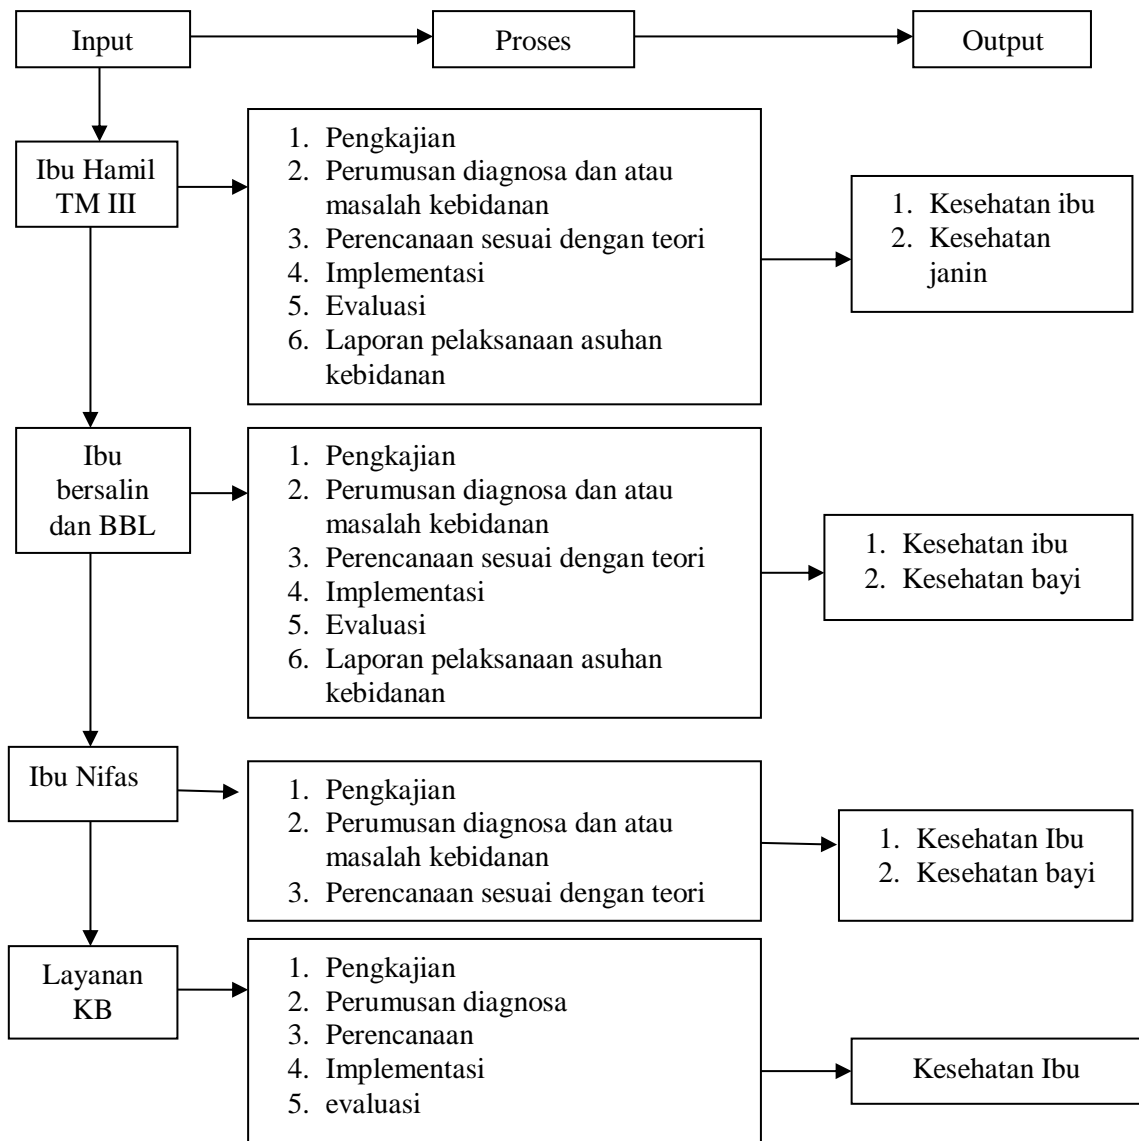 Input
Proses
Output
Ibu Hamil
TM III
1. Pengkajian
2. Perumusan diagnosa dan atau
masalah kebidanan
3. Perencanaan sesuai dengan teori
4. Implementasi
5. Evaluasi
6. Laporan pelaksanaan asuhan
kebidanan
1. Kesehatan ibu
2. Kesehatan
janin
Ibu
bersalin
dan BBL
1. Pengkajian
2. Perumusan diagnosa dan atau
masalah kebidanan
3. Perencanaan sesuai dengan teori
4. Implementasi
5. Evaluasi
6. Laporan pelaksanaan asuhan
kebidanan
1. Kesehatan ibu
2. Kesehatan bayi
Ibu Nifas
1. Pengkajian
2. Perumusan diagnosa dan atau
masalah kebidanan
3. Perencanaan sesuai dengan teori
1. Kesehatan Ibu
2. Kesehatan bayi
Layanan
KB
1. Pengkajian
2. Perumusan diagnosa
3. Perencanaan
4. Implementasi
5. evaluasi
Kesehatan Ibu